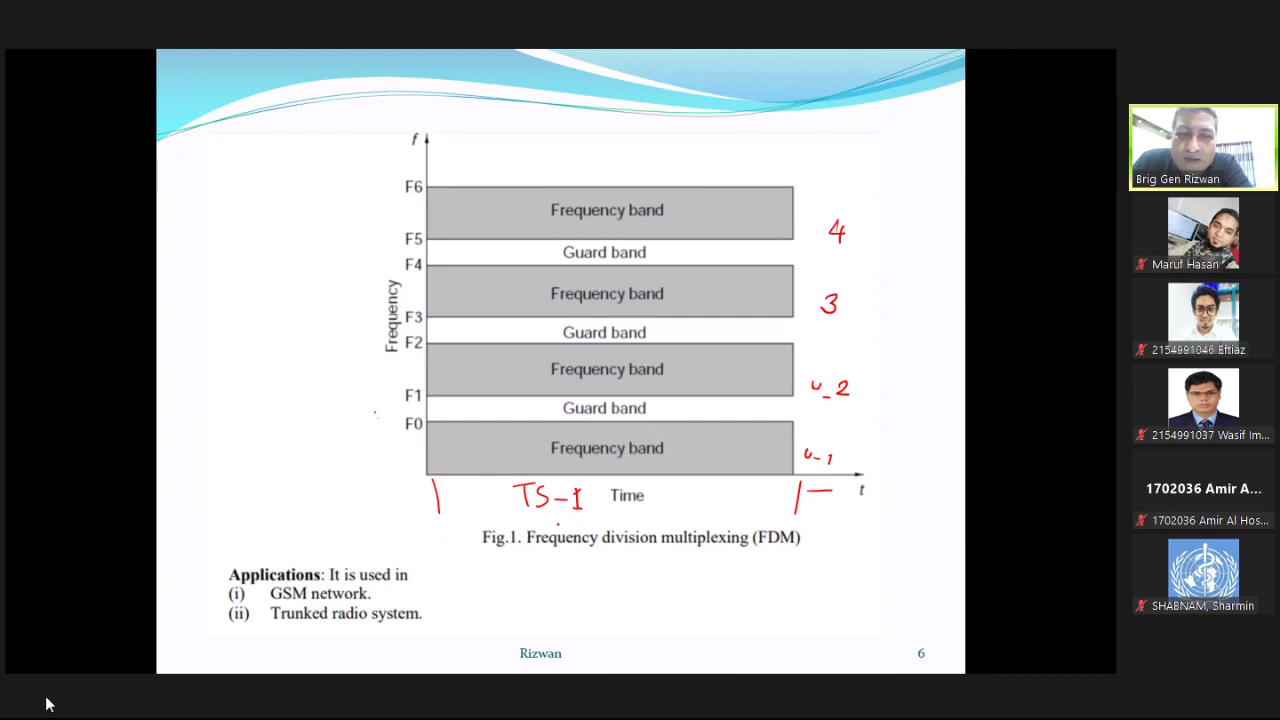 f
F6
Frequency band
4
F5
Guard band
F4
Frequency band
3
Frequency
F3
Guard band
F2
Frequency band
u-2
F1
Guard band
F0
Frequency band
u-1
TS-1
Time
t
Fig.1. Frequency division multiplexing (FDM)
Applications: It is used in
(i) GSM network.
(ii) Trunked radio system.
Rizwan
6
Brig Gen Rizwan
Maruf Hasan
2154991046 Eftiaz
2154991037 Wasif Im...
1702036 Amir A...
1702036 Amir Al Hos...
SHABNAM, Sharmin